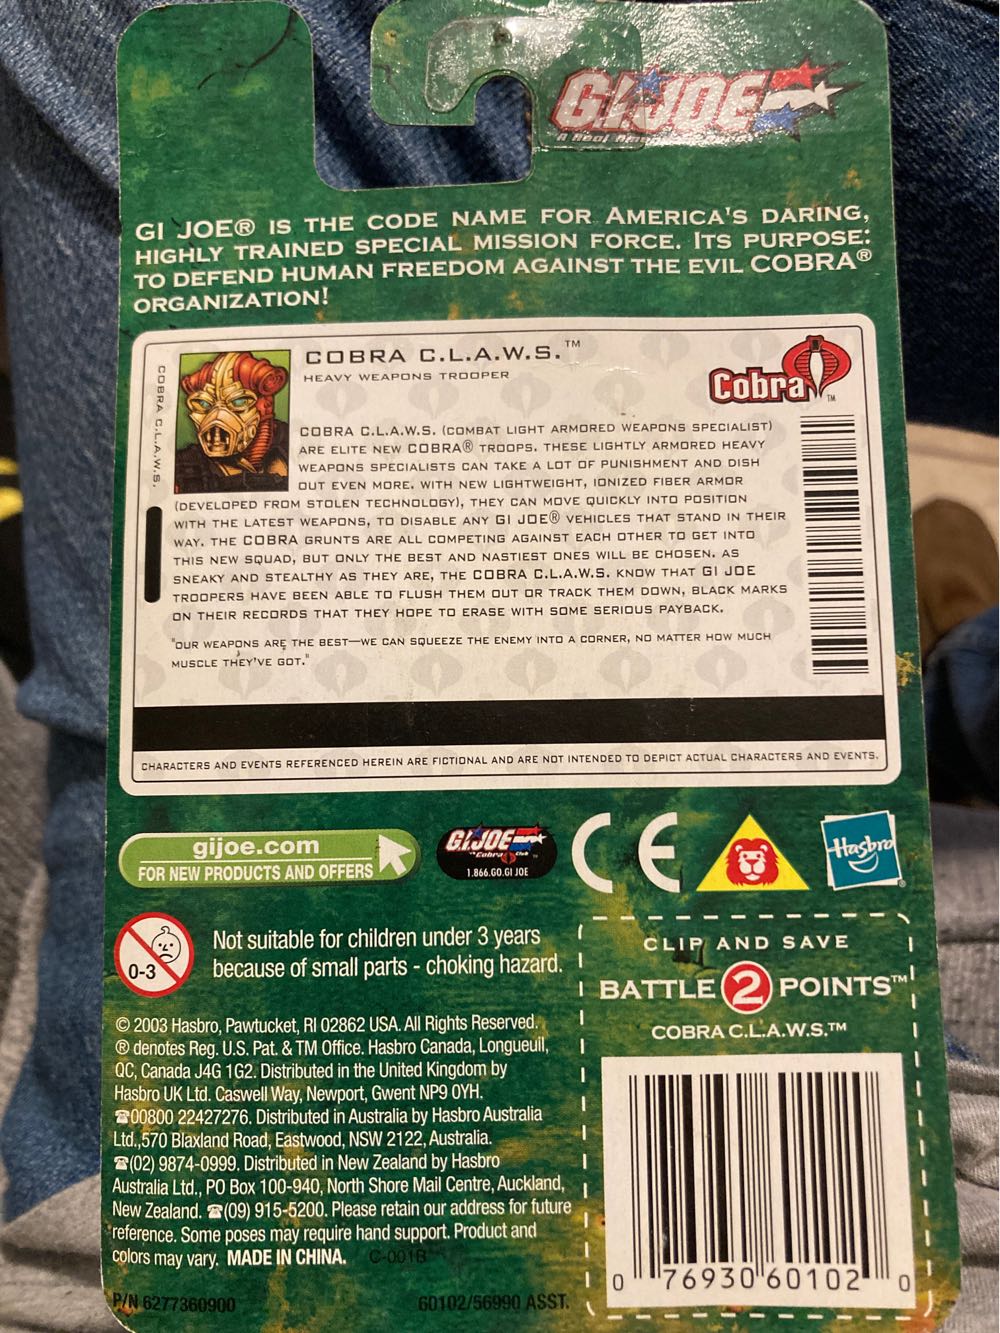 GI JOE
A Real
GI JOE® IS THE CODE NAME FOR AMERICA'S DARING,
HIGHLY TRAINED SPECIAL MISSION FORCE. ITS PURPOSE:
TO DEFEND HUMAN FREEDOM AGAINST THE EVIL COBRA®
ORGANIZATION!
COBRA C.L.A.W.S.
COBRA C.L.A.W.S.™
HEAVY WEAPONS TROOPER
Cobra™
COBRA C.L.A.W.S. (COMBAT LIGHT ARMORED WEAPONS SPECIALIST)
ARE ELITE NEW COBRA® TROOPS. THESE LIGHTLY ARMORED HEAVY
WEAPONS SPECIALISTS CAN TAKE A LOT OF PUNISHMENT AND DISH
OUT EVEN MORE. WITH NEW LIGHTWEIGHT, IONIZED FIBER ARMOR
(DEVELOPED FROM STOLEN TECHNOLOGY), THEY CAN MOVE QUICKLY INTO POSITION
WITH THE LATEST WEAPONS, TO DISABLE ANY GI JOE® VEHICLES THAT STAND IN THEIR
WAY. THE COBRA GRUNTS ARE ALL COMPETING AGAINST EACH OTHER TO GET INTO
THIS NEW SQUAD, BUT ONLY THE BEST AND NASTIEST ONES WILL BE CHOSEN. AS
SNEAKY AND STEALTHY AS THEY ARE, THE COBRA C.L.A.W.S. KNOW THAT GI JOE
TROOPERS HAVE BEEN ABLE TO FLUSH THEM OUT OR TRACK THEM DOWN, BLACK MARKS
ON THEIR RECORDS THAT THEY HOPE TO ERASE WITH SOME SERIOUS PAYBACK.
"OUR WEAPONS ARE THE BEST—WE CAN SQUEEZE THE ENEMY INTO A CORNER, NO MATTER HOW MUCH
MUSCLE THEY'VE GOT."
CHARACTERS AND EVENTS REFERENCED HEREIN ARE FICTIONAL AND ARE NOT INTENDED TO DEPICT ACTUAL CHARACTERS AND EVENTS.
gijoe.com
FOR NEW PRODUCTS AND OFFERS
GI JOE
vs Cobra Club ™
1.866.GO.GI JOE
CE
Hasbro®
0-3
Not suitable for children under 3 years
because of small parts - choking hazard.
© 2003 Hasbro, Pawtucket, RI 02862 USA. All Rights Reserved.
® denotes Reg. U.S. Pat. & TM Office. Hasbro Canada, Longueuil,
QC, Canada J4G 1G2. Distributed in the United Kingdom by
Hasbro UK Ltd. Caswell Way, Newport, Gwent NP9 0YH.
☎00800 22427276. Distributed in Australia by Hasbro Australia
Ltd.,570 Blaxland Road, Eastwood, NSW 2122, Australia.
☎(02) 9874-0999. Distributed in New Zealand by Hasbro
Australia Ltd., PO Box 100-940, North Shore Mail Centre, Auckland,
New Zealand. ☎(09) 915-5200. Please retain our address for future
reference. Some poses may require hand support. Product and
colors may vary. MADE IN CHINA. C-001B
P/N 6277360900
60102/56990 ASST.
CLIP AND SAVE
BATTLE 2 POINTS™
COBRA C.L.A.W.S.™
0 76930 60102 0